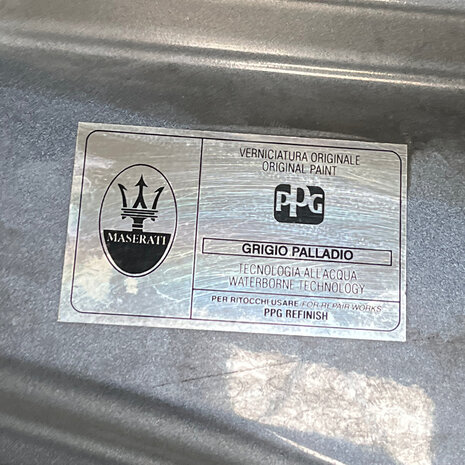 MASERATI
VERNICIATURA ORIGINALE
ORIGINAL PAINT
PPG
GRIGIO PALLADIO
TECNOLOGIA ALL'ACQUA
WATERBORNE TECHNOLOGY
PER RITOCCHI USARE/FOR REPAIR WORKS:
PPG REFINISH